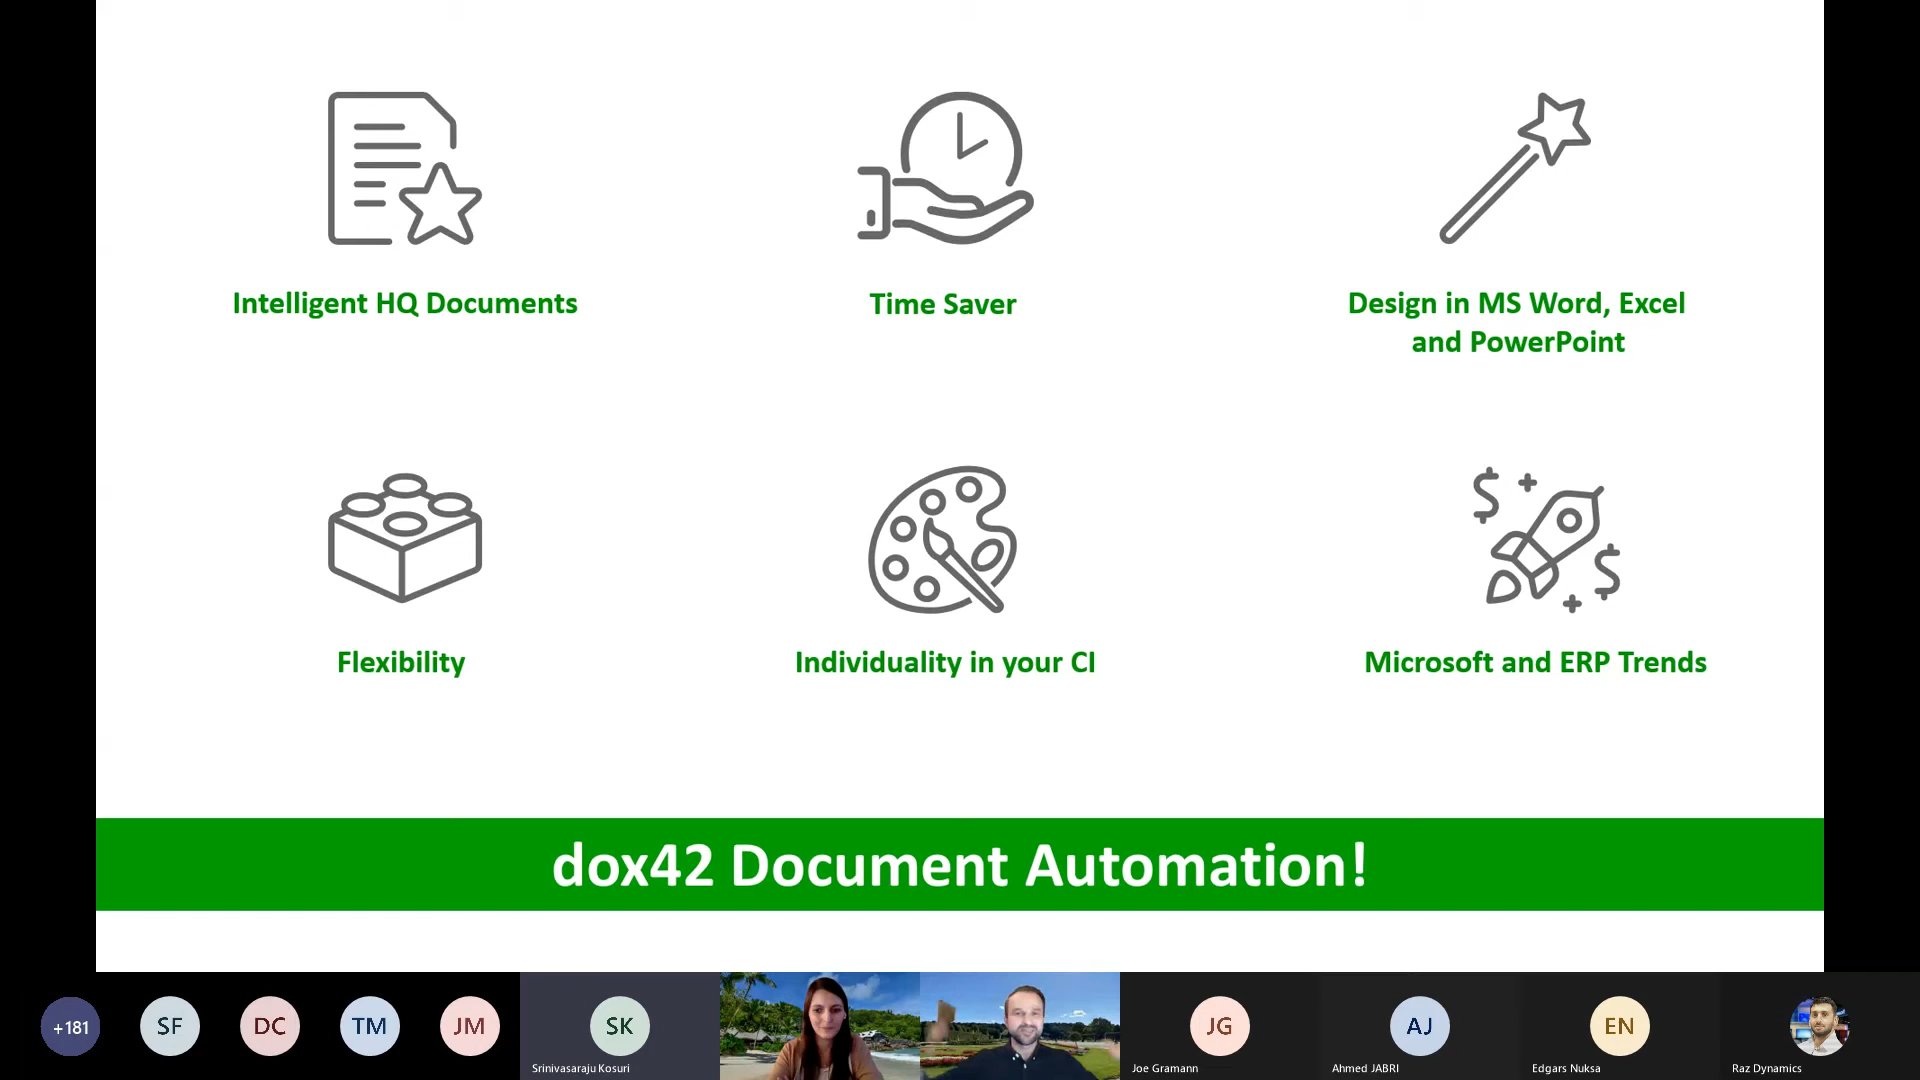 Intelligent HQ Documents
Time Saver
Design in MS Word, Excel
and PowerPoint
Flexibility
Individuality in your CI
Microsoft and ERP Trends
dox42 Document Automation!
+181
SF
DC
TM
JM
SK
Srinivasaraju Kosuri
JG
Joe Gramann
AJ
Ahmed JABRI
EN
Edgars Nuksa
Raz Dynamics